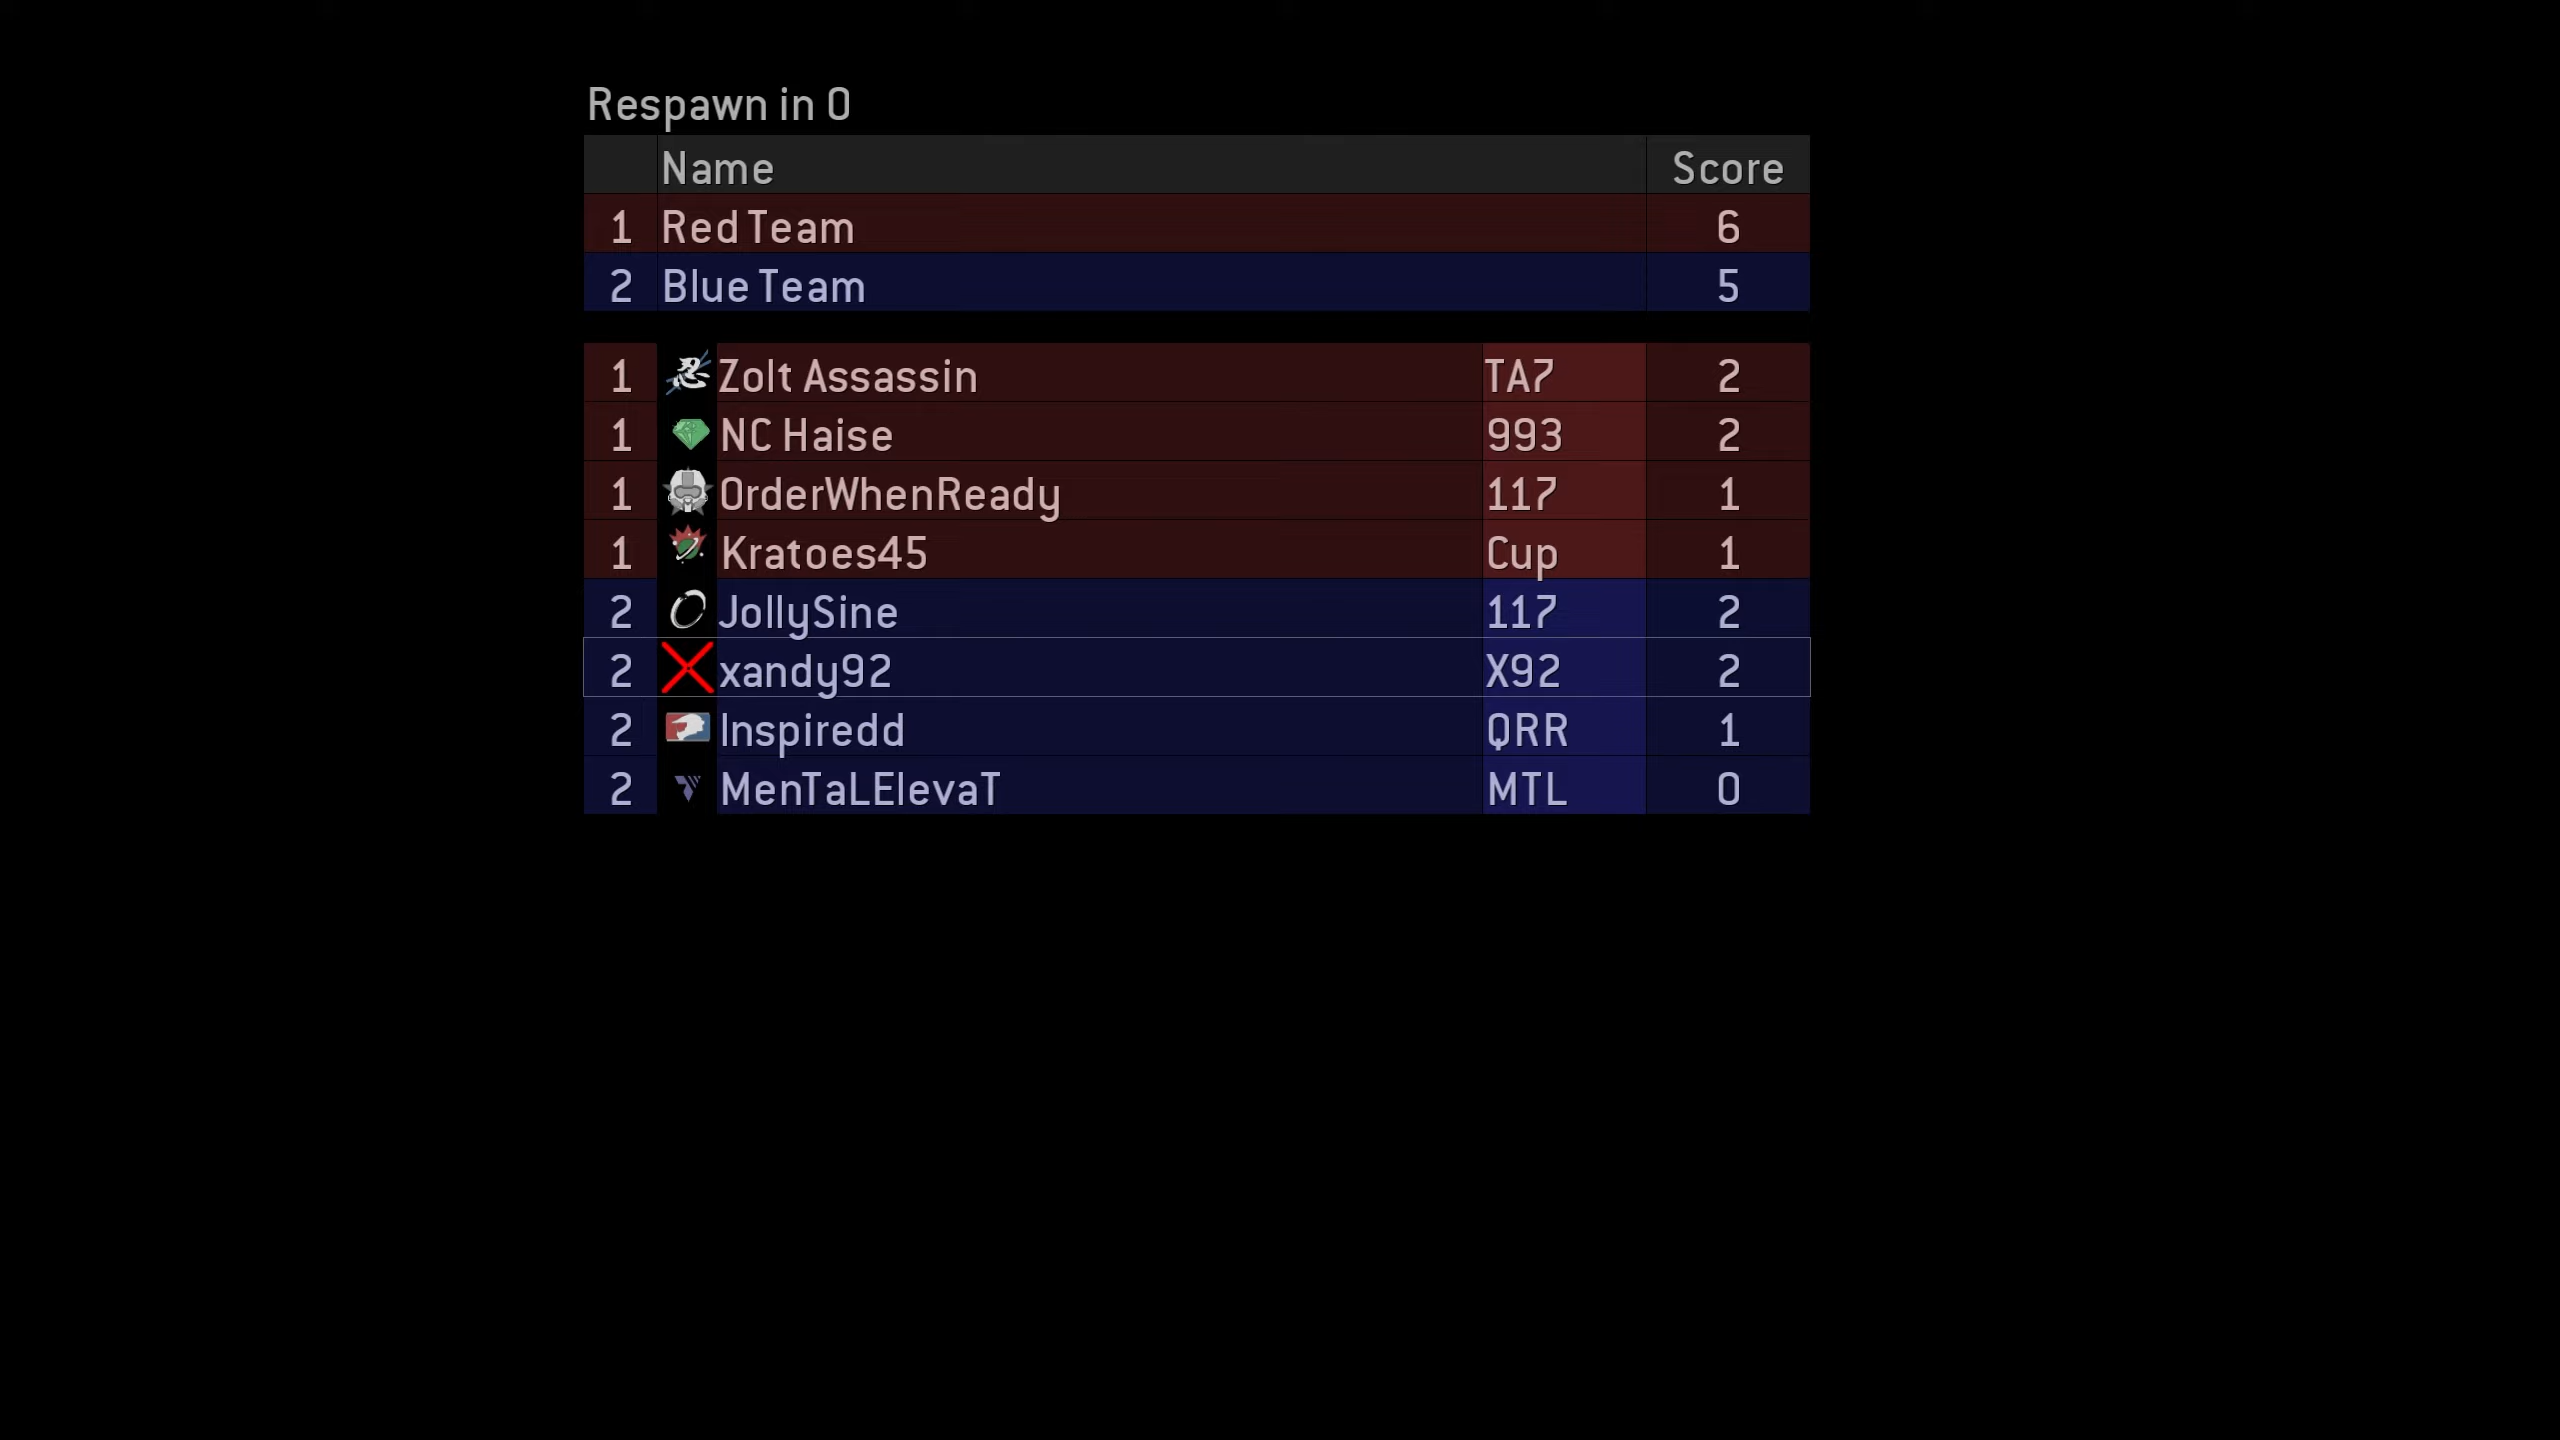 Respawn in 0
Name Score
1 Red Team 6
2 Blue Team 5
1 Zolt Assassin TA7 2
1 NC Haise 993 2
1 OrderWhenReady 117 1
1 Kratoes45 Cup 1
2 JollySine 117 2
2 xandy92 X92 2
2 Inspiredd QRR 1
2 MenTaLElevaT MTL 0